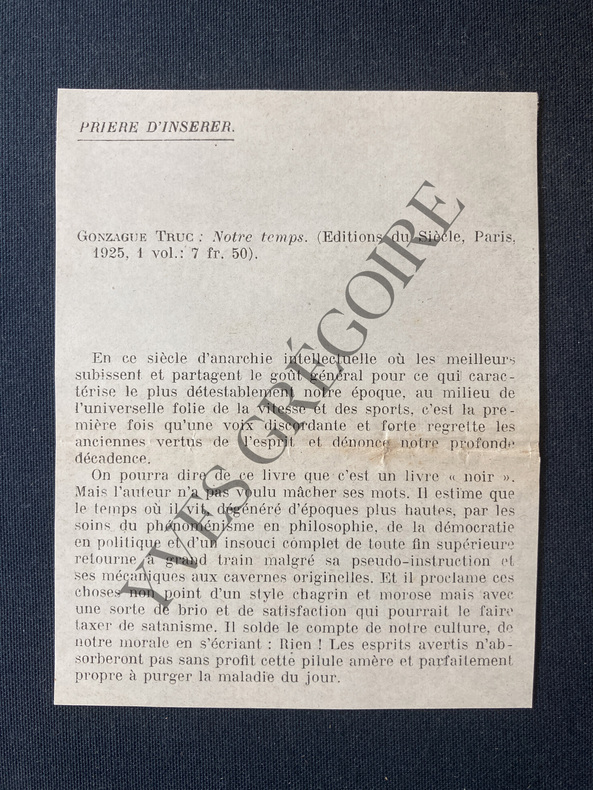 PRIERE D'INSERER.
GONZAGUE TRUC : Notre temps. (Editions du Siècle, Paris,
1925, 1 vol.: 7 fr. 50).
En ce siècle d'anarchie intellectuelle où les meilleurs
subissent et partagent le goût général pour ce qui carac-
térise le plus détestablement notre époque, au milieu de
l'universelle folie de la vitesse et des sports, c'est la pre-
mière fois qu'une voix discordante et forte regrette les
anciennes vertus de l'esprit et dénonce notre profonde
décadence.
On pourra dire de ce livre que c'est un livre « noir ».
Mais l'auteur n'a pas voulu mâcher ses mots. Il estime que
le temps où il vit, dégénéré d'époques plus hautes, par les
soins du phénoménisme en philosophie, de la démocratie
en politique et d'un insouci complet de toute fin supérieure
retourne à grand train malgré sa pseudo-instruction et
ses mécaniques aux cavernes originelles. Et il proclame ces
choses non point d'un style chagrin et morose mais avec
une sorte de brio et de satisfaction qui pourrait le faire
taxer de satanisme. Il solde le compte de notre culture, de
notre morale en s'écriant : Rien ! Les esprits avertis n'ab-
sorberont pas sans profit cette pilule amère et parfaitement
propre à purger la maladie du jour.
YVES GRÉGOIRE